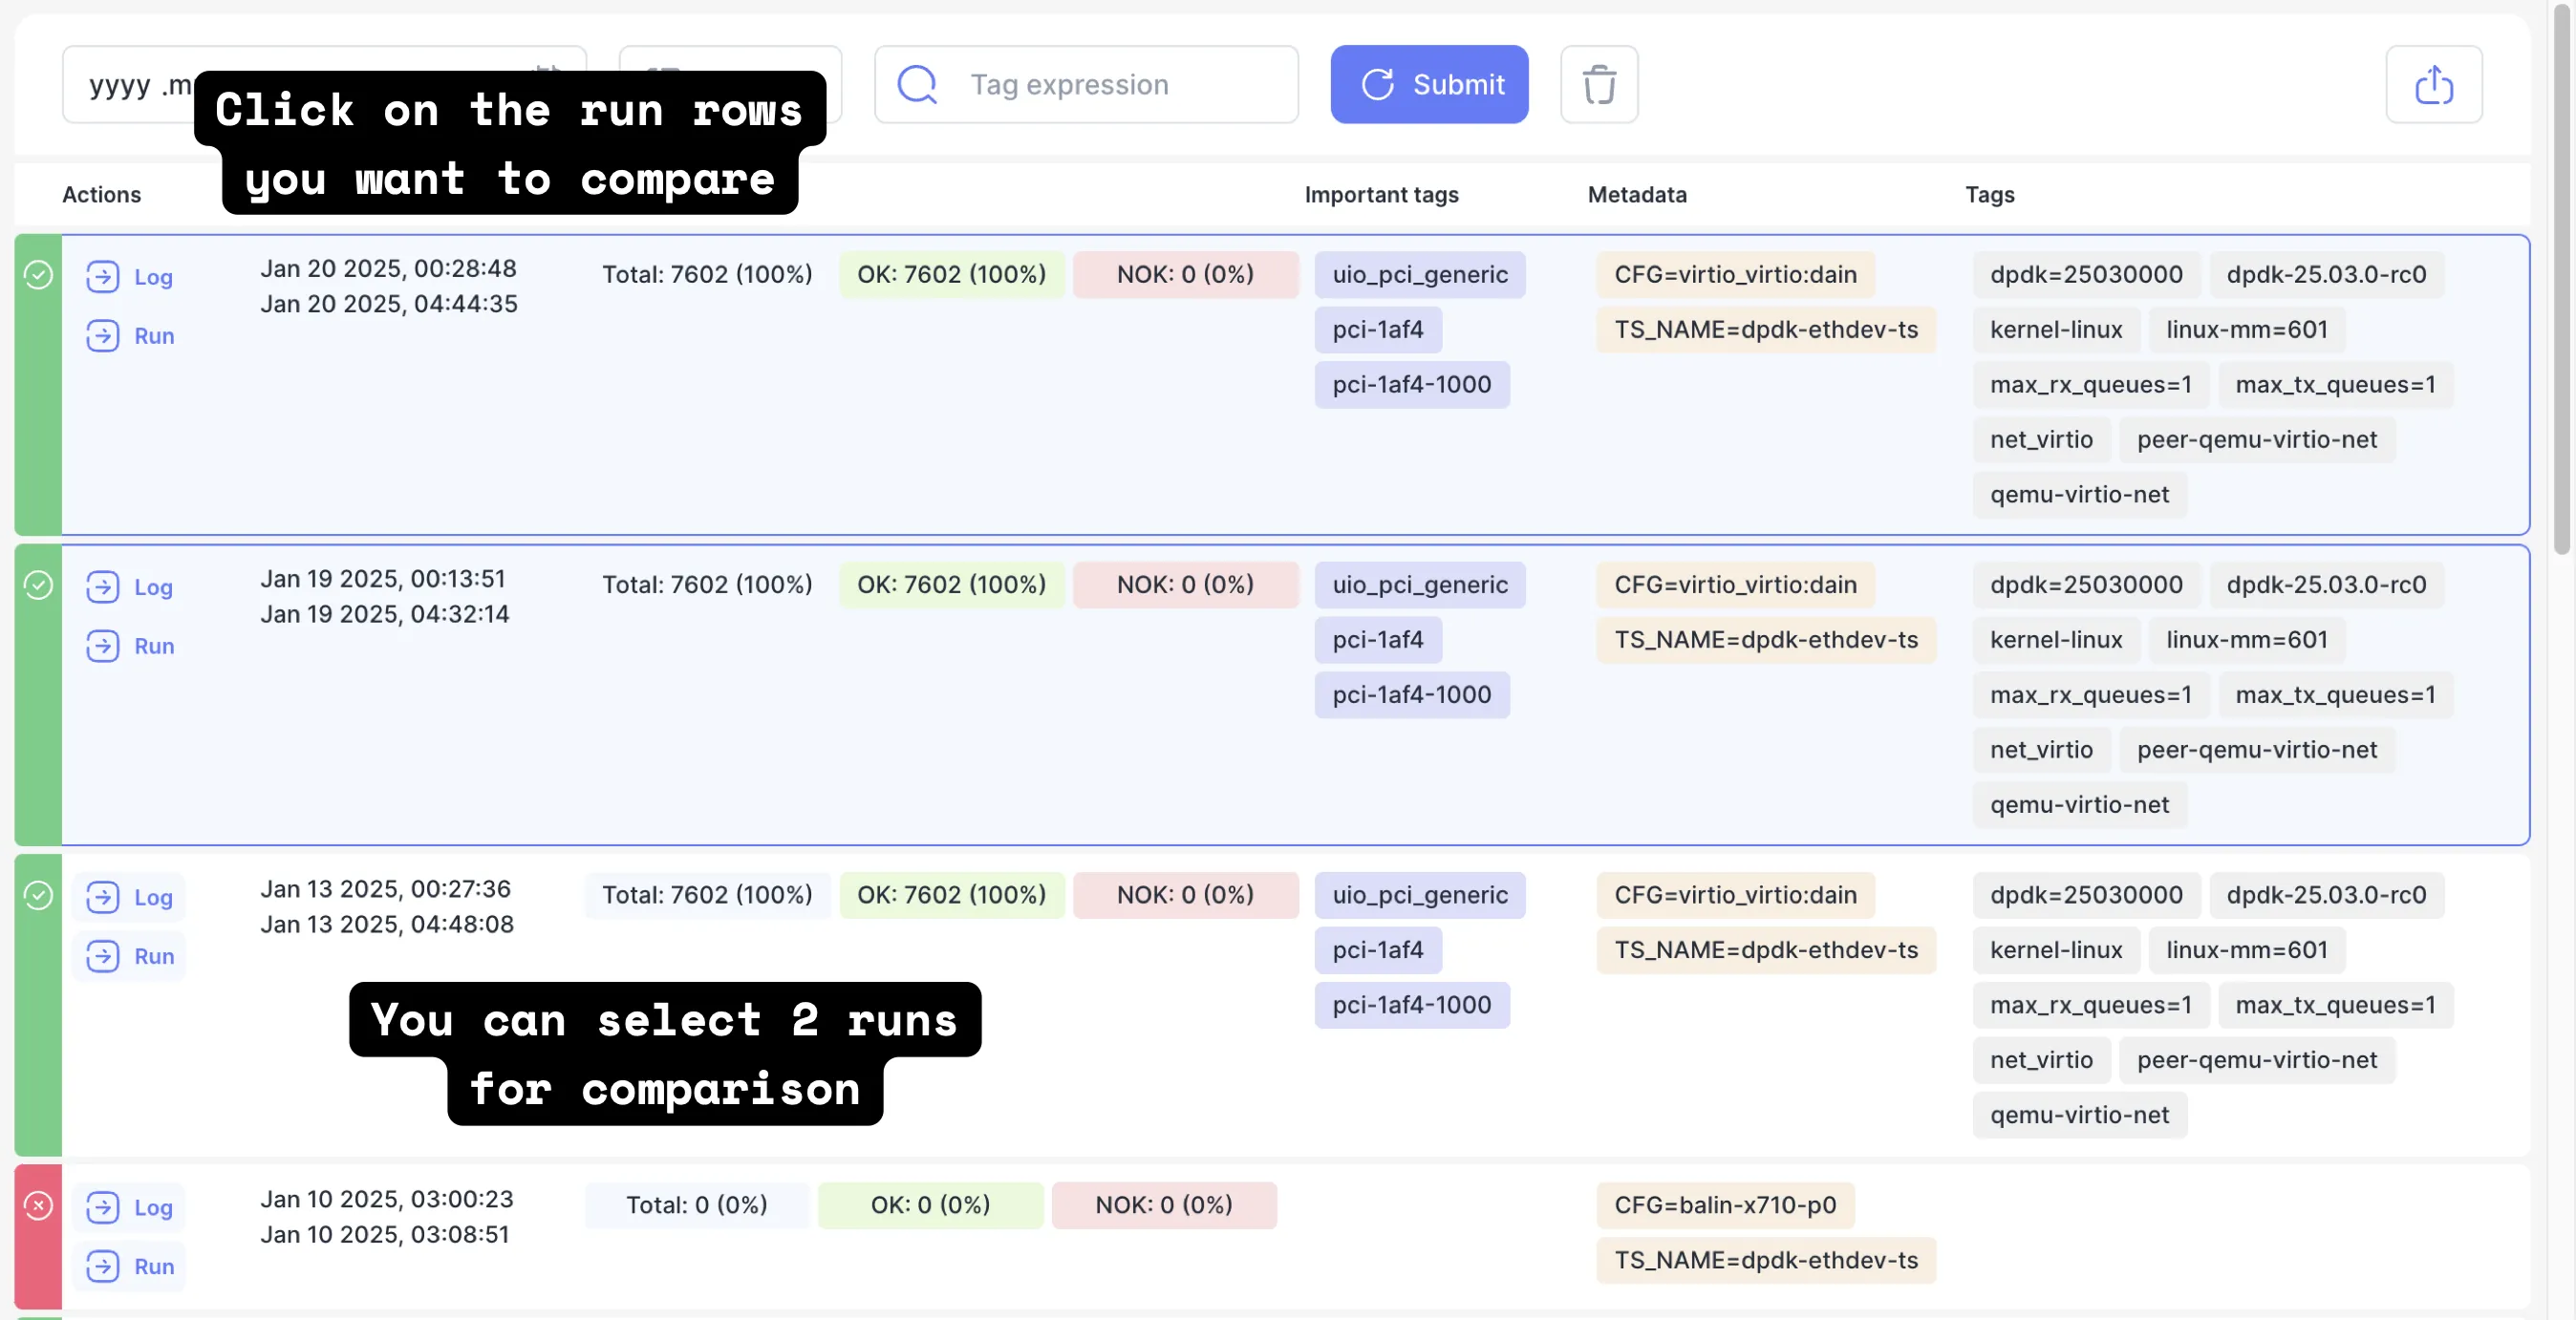 yyyy .m
Click on the run rows
you want to compare
Tag expression
Submit
Actions
Important tags
Metadata
Tags
Log
Run
Jan 20 2025, 00:28:48
Jan 20 2025, 04:44:35
Total: 7602 (100%)
OK: 7602 (100%)
NOK: 0 (0%)
uio_pci_generic
pci-1af4
pci-1af4-1000
CFG=virtio_virtio:dain
TS_NAME=dpdk-ethdev-ts
dpdk=25030000 dpdk-25.03.0-rc0
kernel-linux linux-mm=601
max_rx_queues=1 max_tx_queues=1
net_virtio peer-qemu-virtio-net
qemu-virtio-net
Log
Run
Jan 19 2025, 00:13:51
Jan 19 2025, 04:32:14
Total: 7602 (100%)
OK: 7602 (100%)
NOK: 0 (0%)
uio_pci_generic
pci-1af4
pci-1af4-1000
CFG=virtio_virtio:dain
TS_NAME=dpdk-ethdev-ts
dpdk=25030000 dpdk-25.03.0-rc0
kernel-linux linux-mm=601
max_rx_queues=1 max_tx_queues=1
net_virtio peer-qemu-virtio-net
qemu-virtio-net
Log
Run
Jan 13 2025, 00:27:36
Jan 13 2025, 04:48:08
Total: 7602 (100%)
OK: 7602 (100%)
NOK: 0 (0%)
uio_pci_generic
pci-1af4
pci-1af4-1000
CFG=virtio_virtio:dain
TS_NAME=dpdk-ethdev-ts
dpdk=25030000 dpdk-25.03.0-rc0
kernel-linux linux-mm=601
max_rx_queues=1 max_tx_queues=1
net_virtio peer-qemu-virtio-net
qemu-virtio-net
You can select 2 runs
for comparison
Log
Run
Jan 10 2025, 03:00:23
Jan 10 2025, 03:08:51
Total: 0 (0%)
OK: 0 (0%)
NOK: 0 (0%)
CFG=balin-x710-p0
TS_NAME=dpdk-ethdev-ts